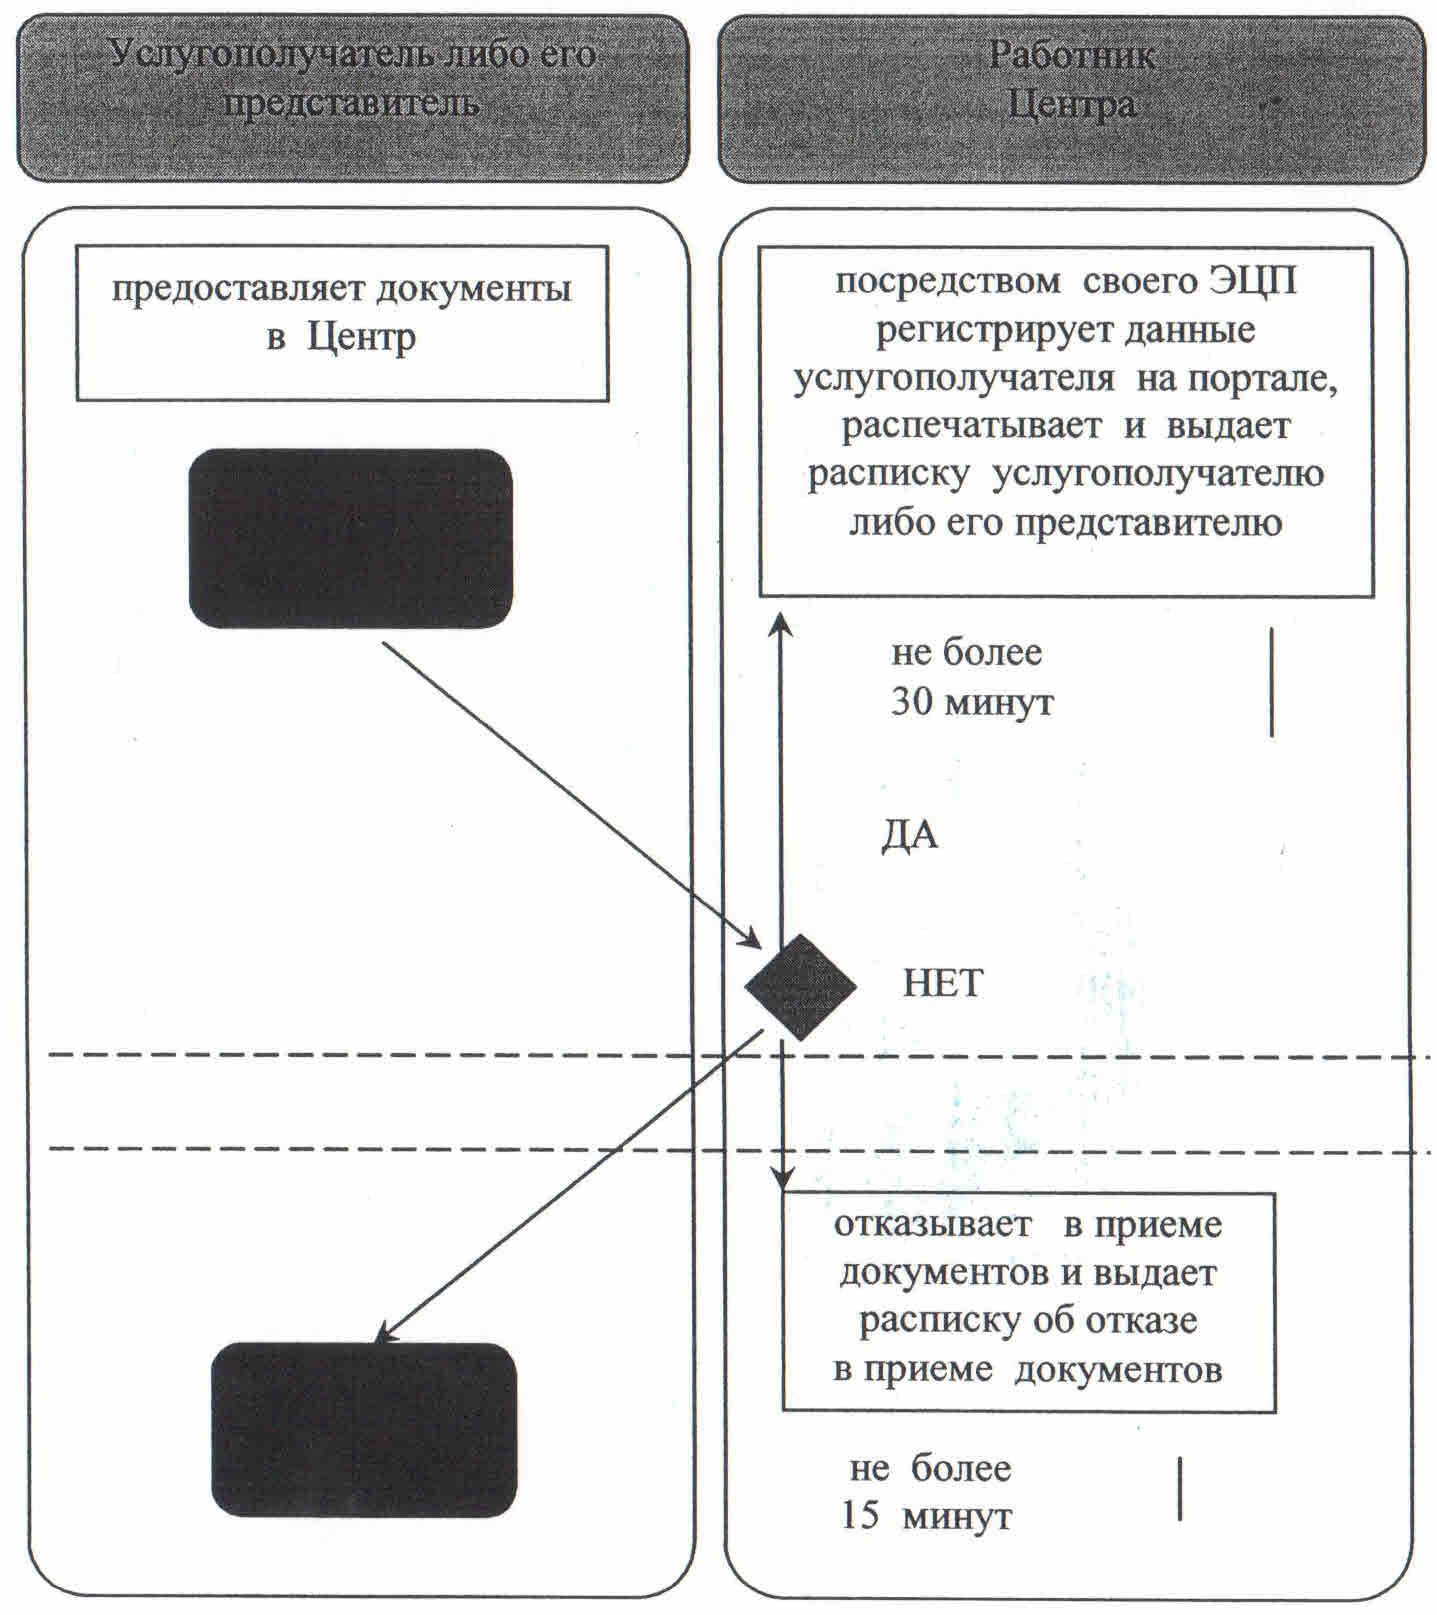 Услугополучатель либо его
представитель
Работник
Центра
предоставляет документы
в Центр
посредством своего ЭЦП
регистрирует данные
услугополучателя на портале,
распечатывает и выдает
расписку услугополучателю
либо его представителю
не более
30 минут
ДА
НЕТ
отказывает в приеме
документов и выдает
расписку об отказе
в приеме документов
не более
15 минут